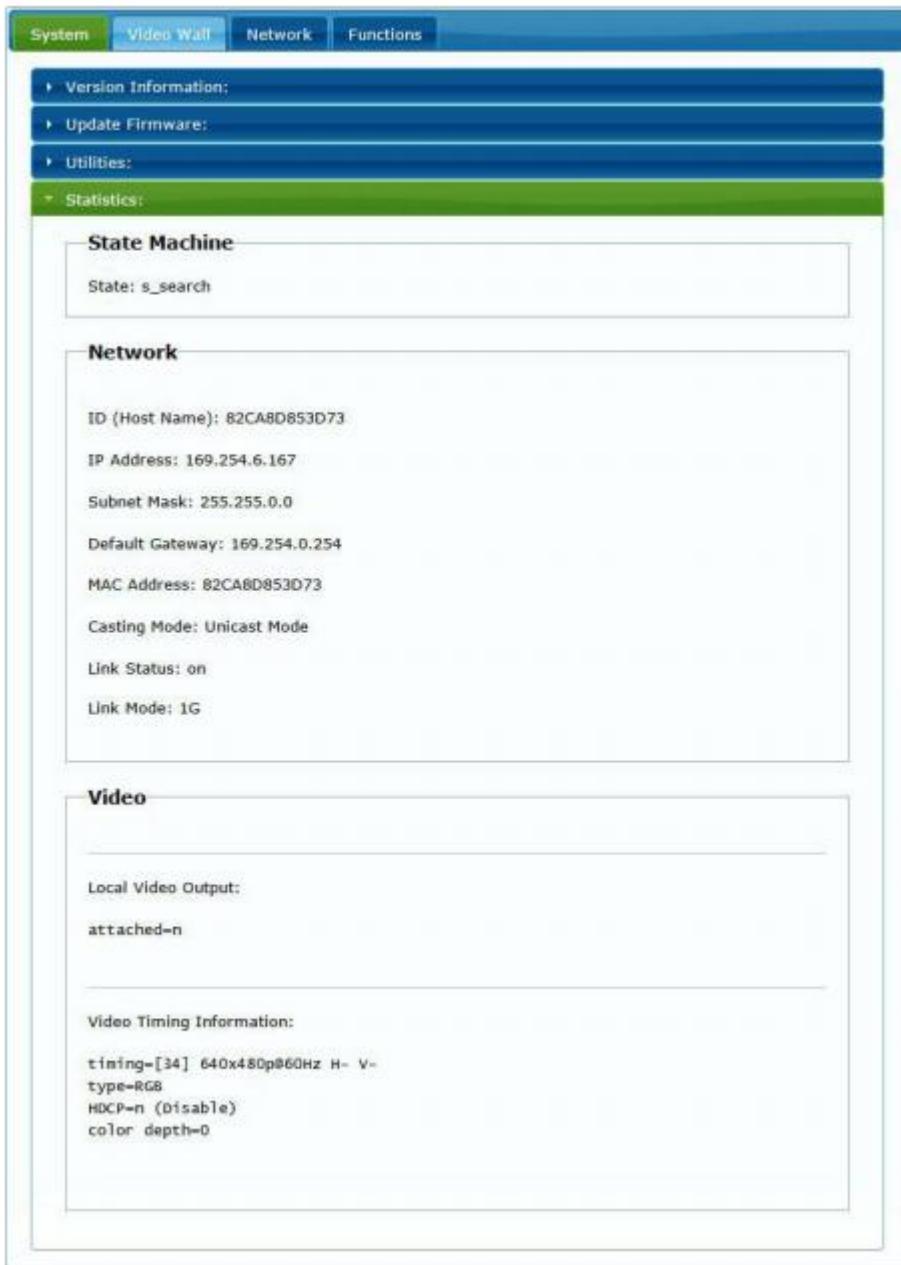 System
Video Wall
Network
Functions
Version Information:
Update Firmware:
Utilities:
Statistics:
State Machine
State: s_search
Network
ID (Host Name): 82CA8D853D73
IP Address: 169.254.6.167
Subnet Mask: 255.255.0.0
Default Gateway: 169.254.0.254
MAC Address: 82CA8D853D73
Casting Mode: Unicast Mode
Link Status: on
Link Mode: 1G
Video
Local Video Output:
attached=n
Video Timing Information:
timing=[34] 640x480p@60Hz H- V-
type=RGB
HDCP=n (Disable)
color depth=0